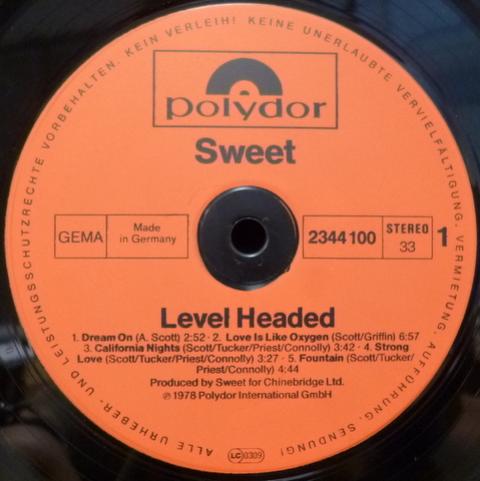 ALLE URHEBER- UND LEISTUNGSSCHUTZRECHTE VORBEHALTEN. KEIN VERLEIH! KEINE UNERLAUBTE VERVIELFÄLTIGUNG, VERMIETUNG, AUFFÜHRUNG, SENDUNG!
polydor
Sweet
GEMA
Made
in Germany
2344 100
STEREO
33
1
Level Headed
1. Dream On (A. Scott) 2:52 · 2. Love Is Like Oxygen (Scott/Griffin) 6:57
3. California Nights (Scott/Tucker/Priest/Connolly) 3:42 · 4. Strong
Love (Scott/Tucker/Priest/Connolly) 3:27 · 5. Fountain (Scott/Tucker/
Priest/Connolly) 4:44
Produced by Sweet for Chinebridge Ltd.
℗ 1978 Polydor International GmbH
LC 0309